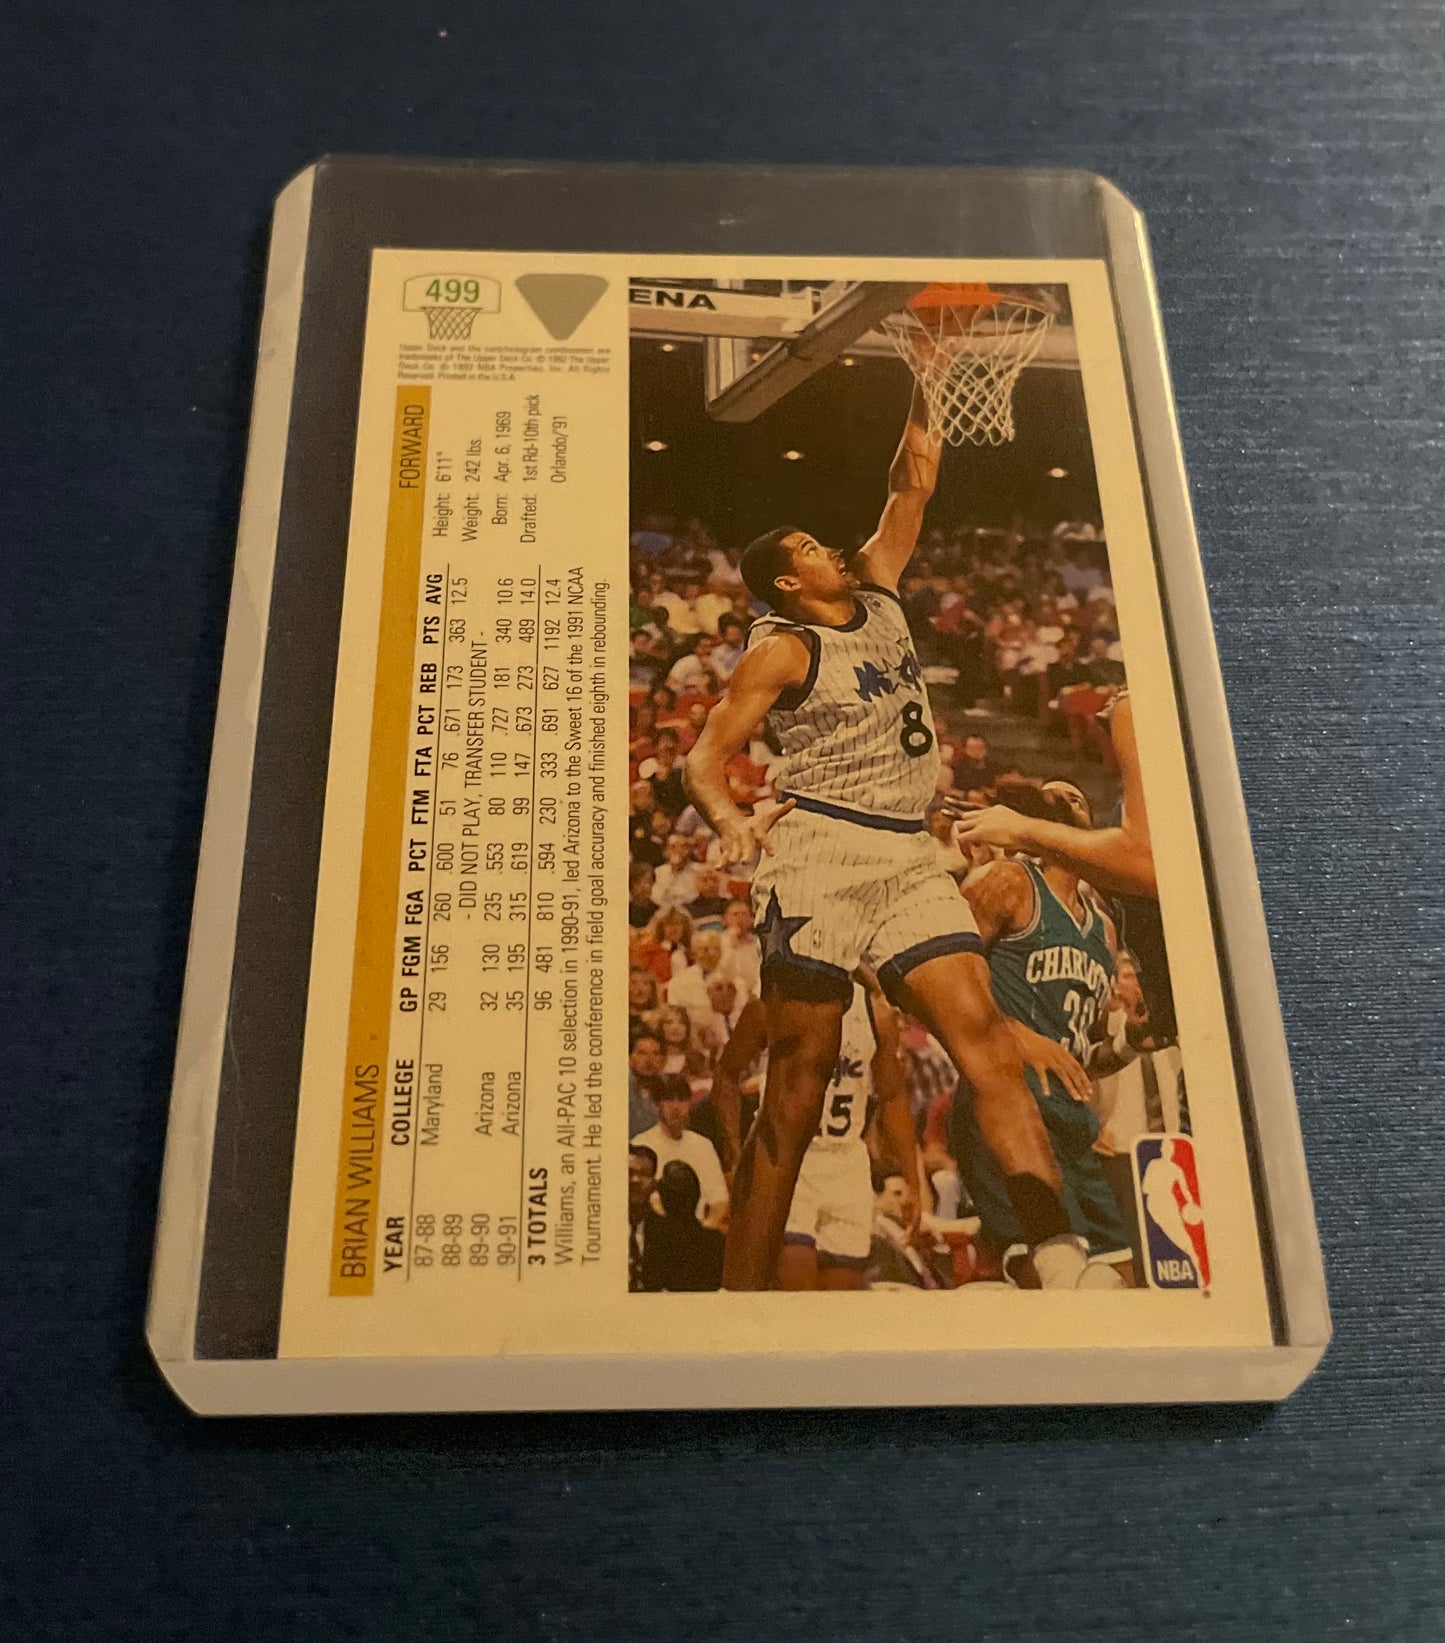 499
Upper Deck and the card/hologram combination are
trademarks of The Upper Deck Co. © 1992 The Upper
Deck Co. © 1992 NBA Properties, Inc. All Rights
Reserved. Printed in the U.S.A.
BRIAN WILLIAMS FORWARD
YEAR COLLEGE GP FGM FGA PCT FTM FTA PCT REB PTS AVG
87-88 Maryland 29 156 260 .600 51 76 .671 173 363 12.5
88-89 - DID NOT PLAY, TRANSFER STUDENT -
89-90 Arizona 32 130 235 .553 80 110 .727 181 340 10.6
90-91 Arizona 35 195 315 .619 99 147 .673 273 489 14.0
3 TOTALS 96 481 810 .594 230 333 .691 627 1192 12.4
Height: 6'11"
Weight: 242 lbs.
Born: Apr. 6, 1969
Drafted: 1st Rd-10th pick
Orlando/'91
Williams, an All-PAC 10 selection in 1990-91, led Arizona to the Sweet 16 of the 1991 NCAA
Tournament. He led the conference in field goal accuracy and finished eighth in rebounding.
ENA
8
CHARLOTT
15
NBA